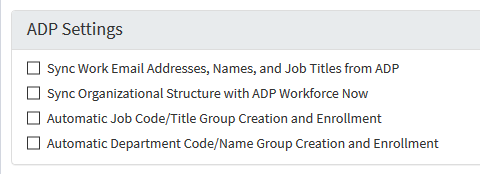 ADP Settings
Sync Work Email Addresses, Names, and Job Titles from ADP
Sync Organizational Structure with ADP Workforce Now
Automatic Job Code/Title Group Creation and Enrollment
Automatic Department Code/Name Group Creation and Enrollment